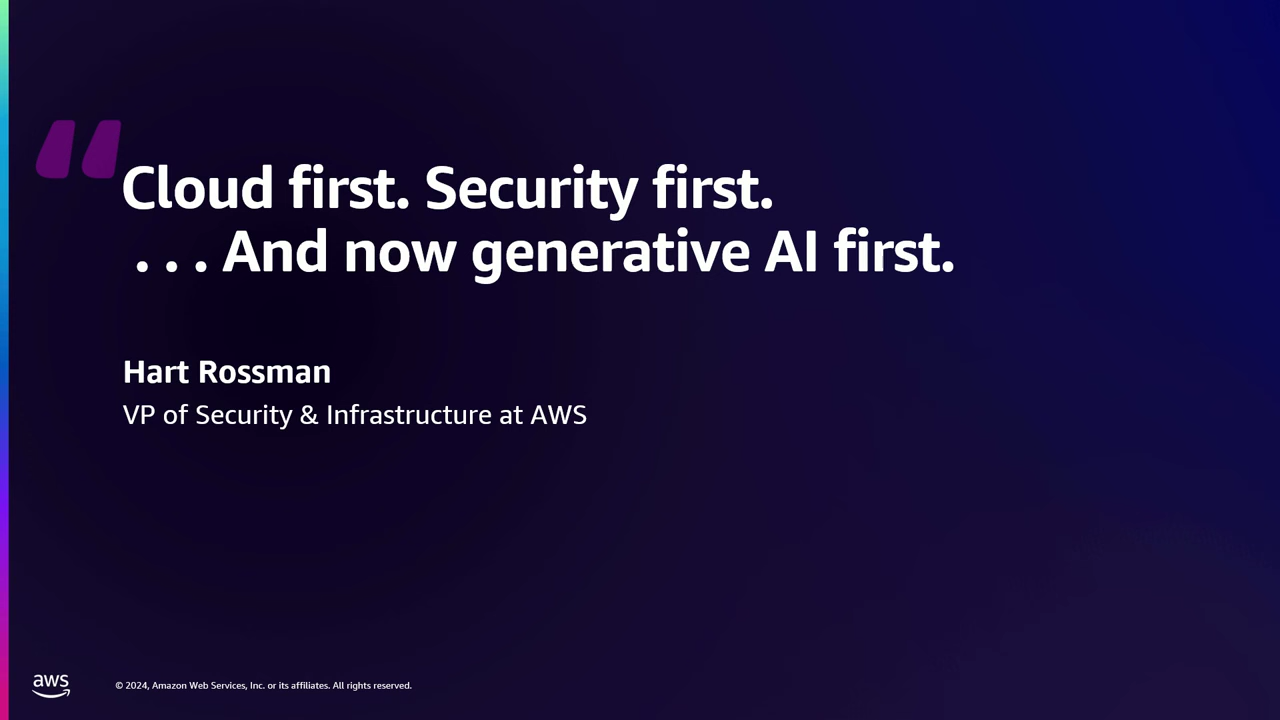 “
Cloud first. Security first.
. . . And now generative AI first.
Hart Rossman
VP of Security & Infrastructure at AWS
aws
© 2024, Amazon Web Services, Inc. or its affiliates. All rights reserved.